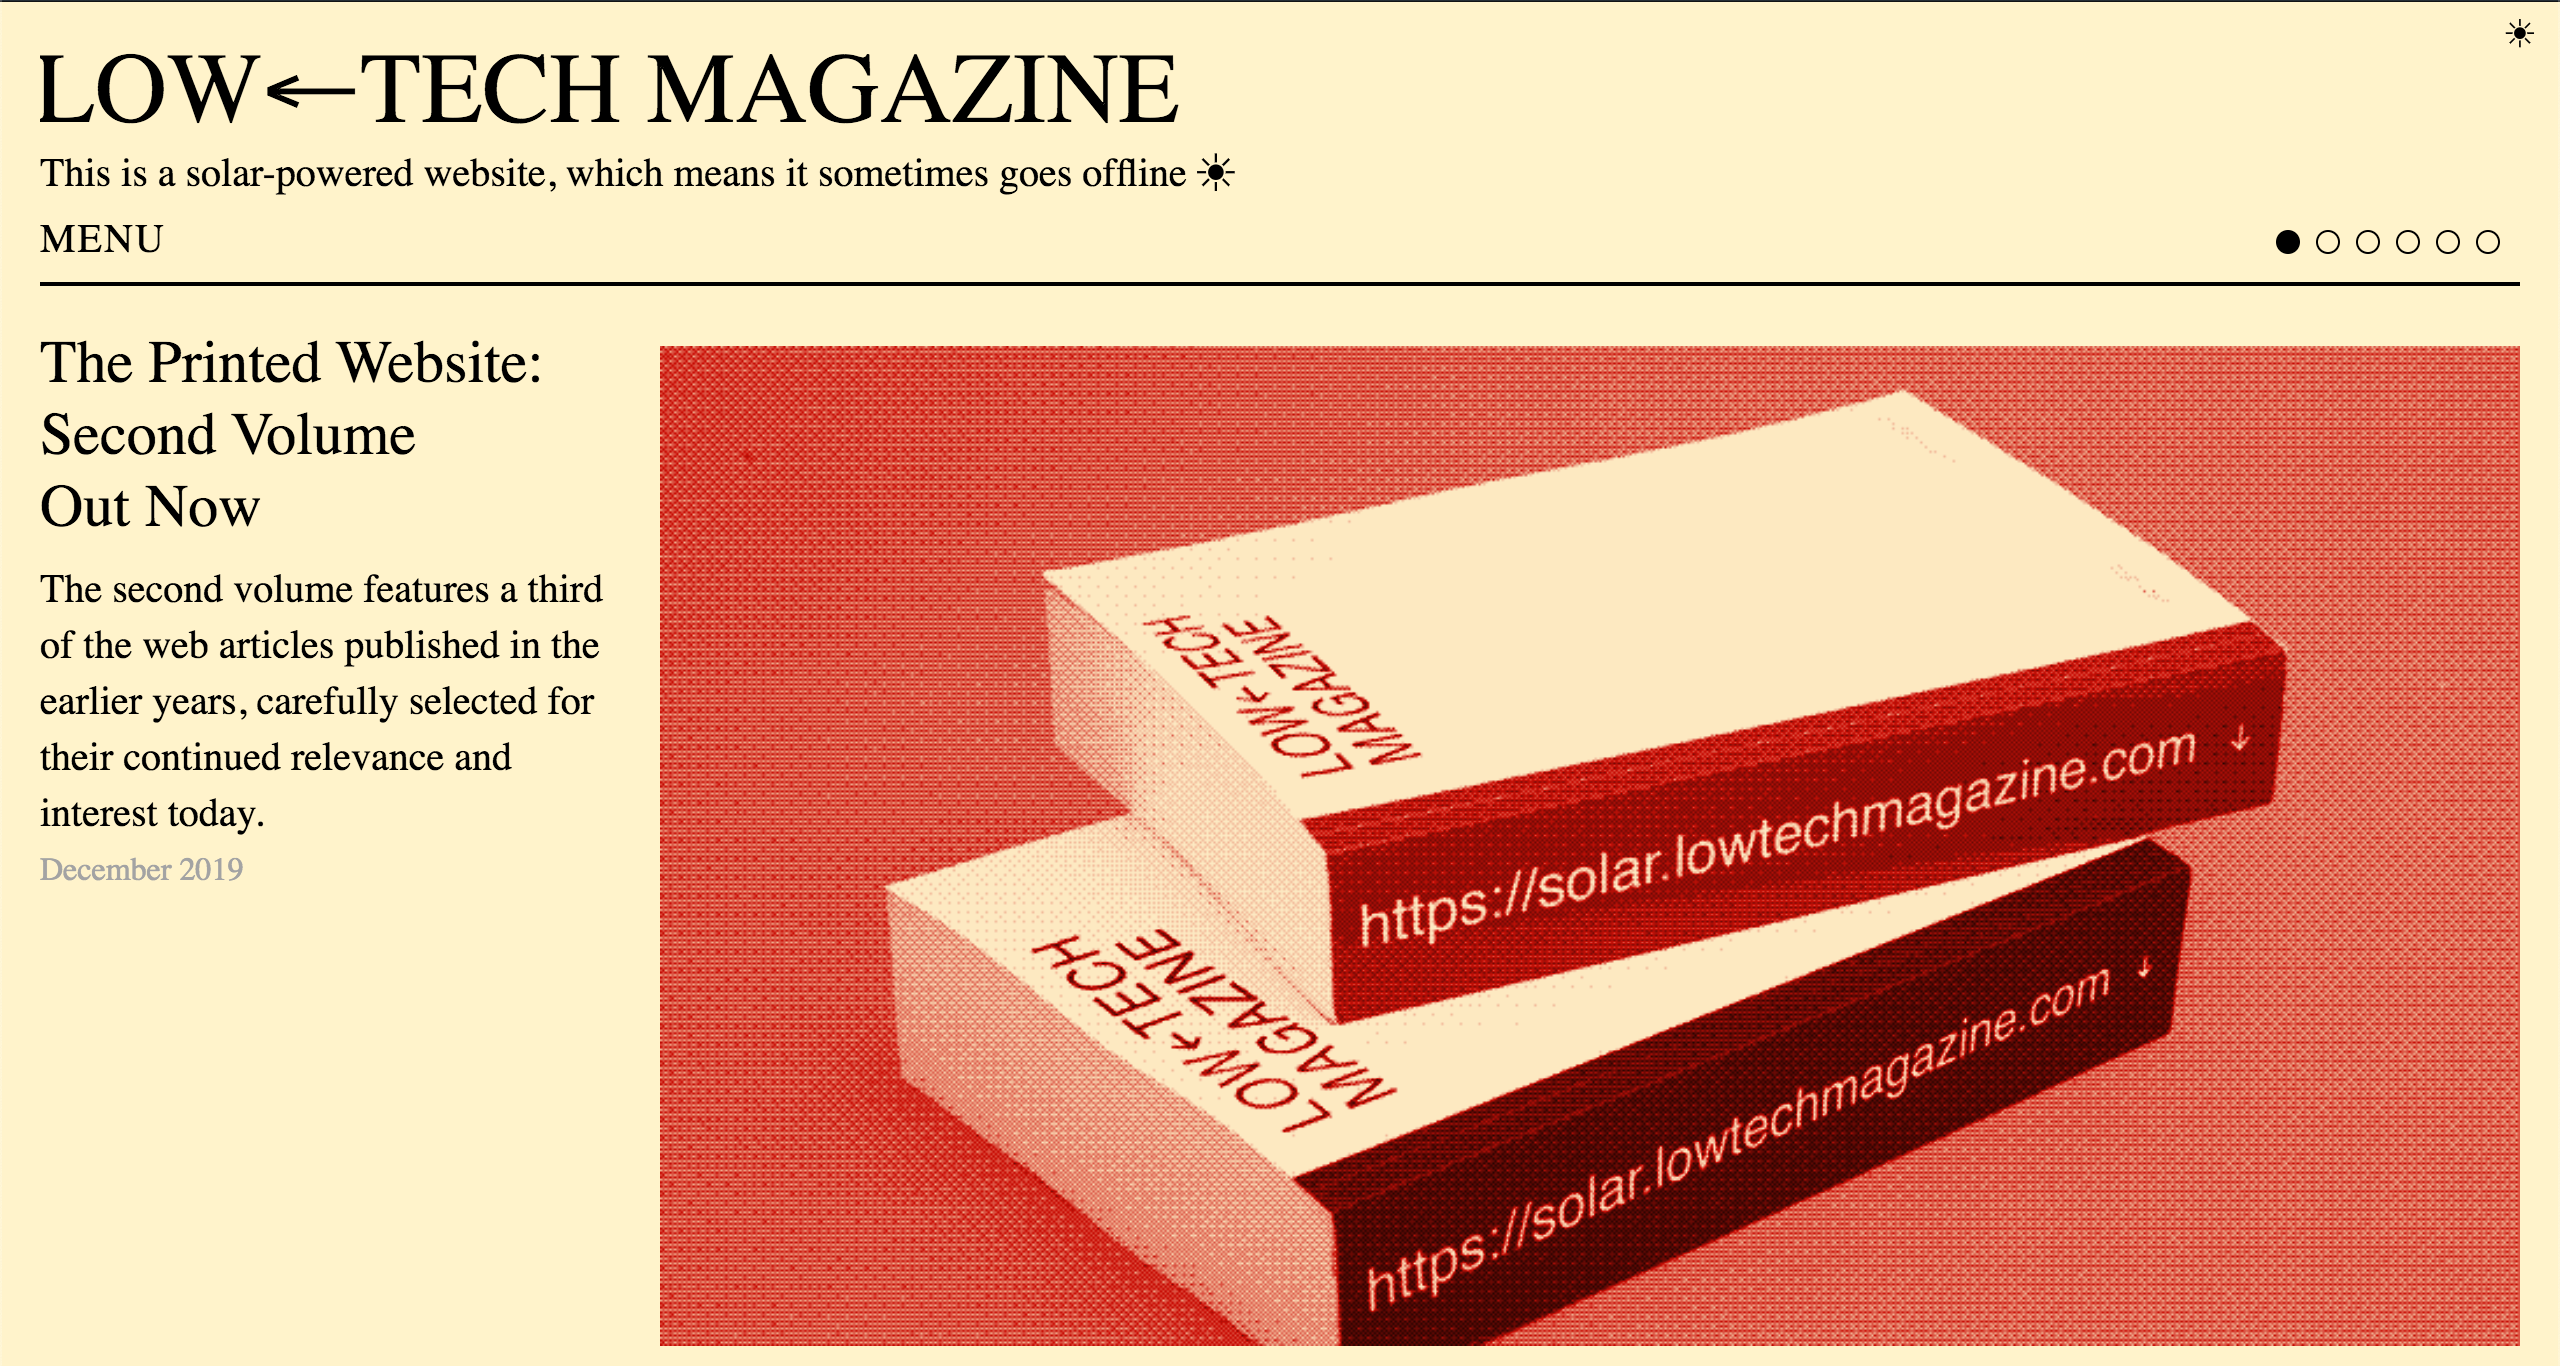 LOW←TECH MAGAZINE
This is a solar-powered website, which means it sometimes goes offline ☀
MENU
The Printed Website:
Second Volume
Out Now
The second volume features a third
of the web articles published in the
earlier years, carefully selected for
their continued relevance and
interest today.
December 2019
LOW←TECH
MAGAZINE
https://solar.lowtechmagazine.com ↓
LOW←TECH
MAGAZINE
https://solar.lowtechmagazine.com ↓